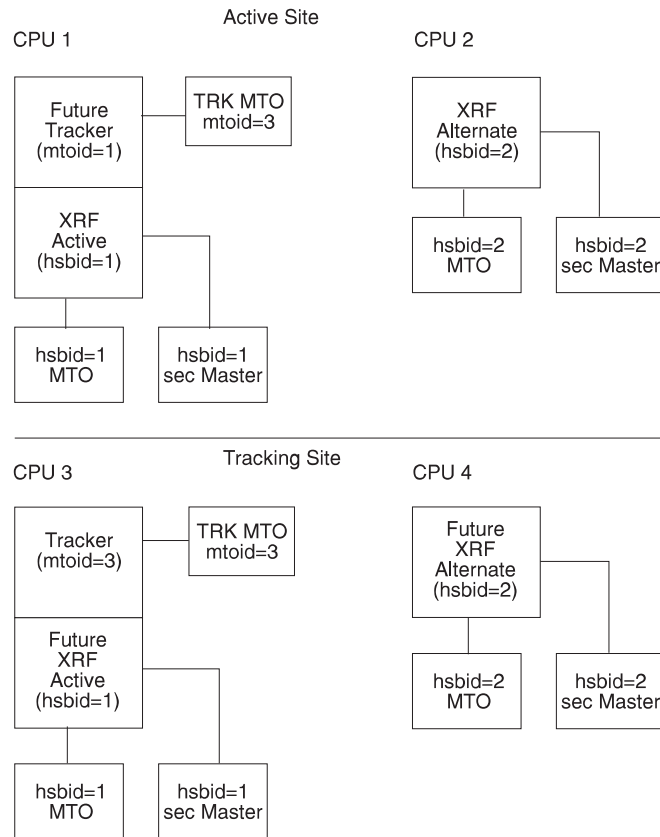 Active Site
CPU 1
CPU 2
Future
Tracker
(mtoid=1)
TRK MTO
mtoid=3
XRF
Active
(hsbid=1)
hsbid=1
MTO
hsbid=1
sec Master
XRF
Alternate
(hsbid=2)
hsbid=2
MTO
hsbid=2
sec Master
Tracking Site
CPU 3
CPU 4
Tracker
(mtoid=3)
TRK MTO
mtoid=3
Future
XRF
Active
(hsbid=1)
hsbid=1
MTO
hsbid=1
sec Master
Future
XRF
Alternate
(hsbid=2)
hsbid=2
MTO
hsbid=2
sec Master